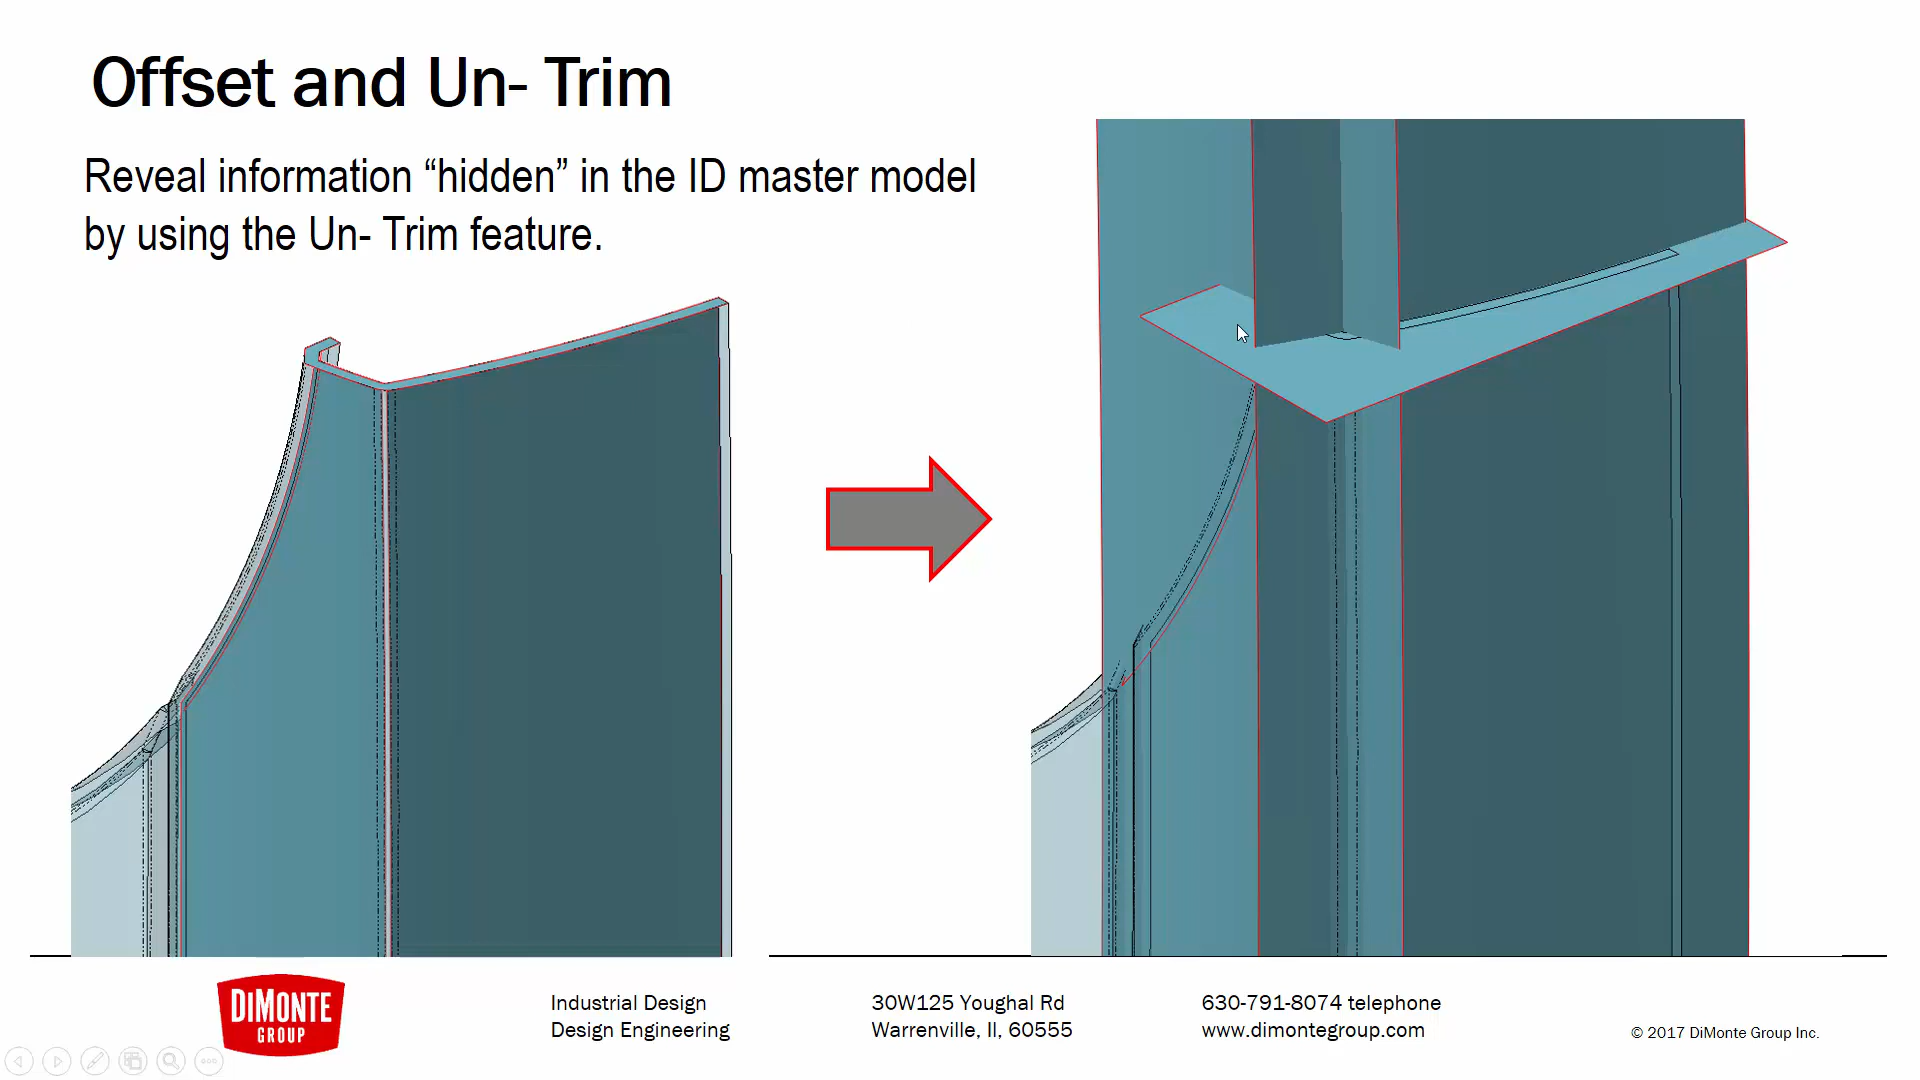 Offset and Un- Trim
Reveal information “hidden” in the ID master model
by using the Un- Trim feature.
DIMONTE
GROUP
Industrial Design
Design Engineering
30W125 Youghal Rd
Warrenville, Il, 60555
630-791-8074 telephone
www.dimontegroup.com
© 2017 DiMonte Group Inc.